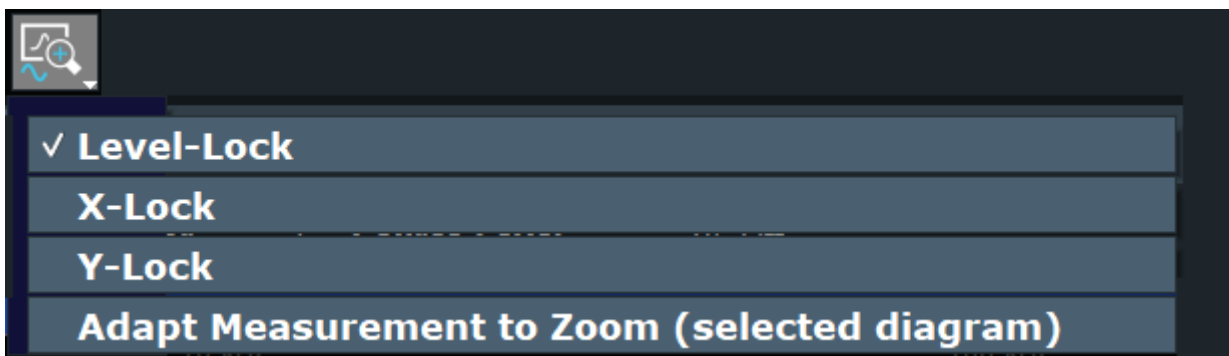 ✓ Level-Lock
X-Lock
Y-Lock
Adapt Measurement to Zoom (selected diagram)